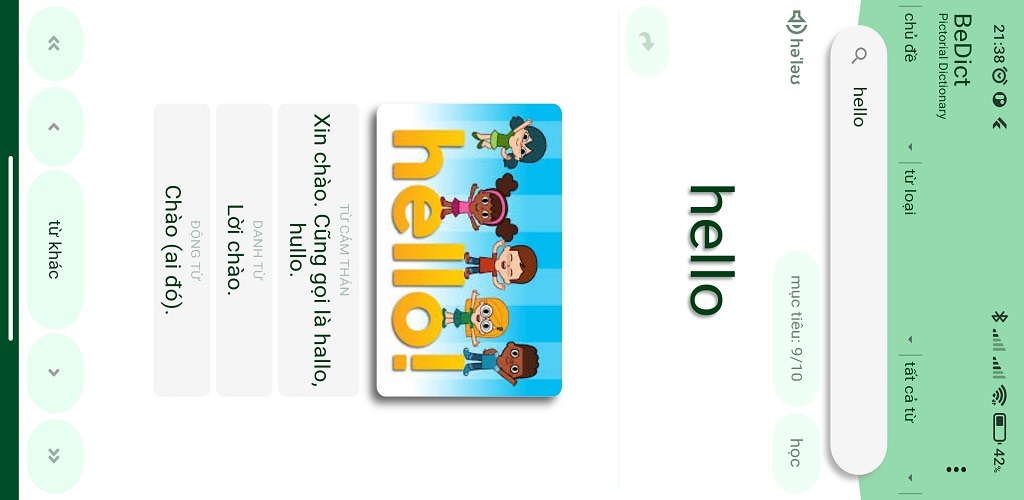 21:38
42%
BeDict
Pictorial Dictionary
chủ đề
từ loại
tất cả từ
hello
həˈləʊ
mục tiêu: 9/10
học
hello
hello!
TỪ CẢM THÁN
Xin chào. Cũng gọi là hallo,
hullo.
DANH TỪ
Lời chào.
ĐỘNG TỪ
Chào (ai đó).
từ khác